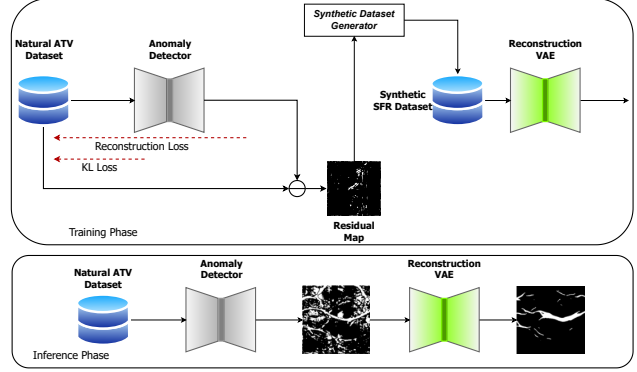 Synthetic Dataset
Generator
Natural ATV
Dataset
Anomaly
Detector
Reconstruction
VAE
Synthetic
SFR Dataset
Reconstruction Loss
KL Loss
Residual
Map
Training Phase
Natural ATV
Dataset
Anomaly
Detector
Reconstruction
VAE
Inference Phase